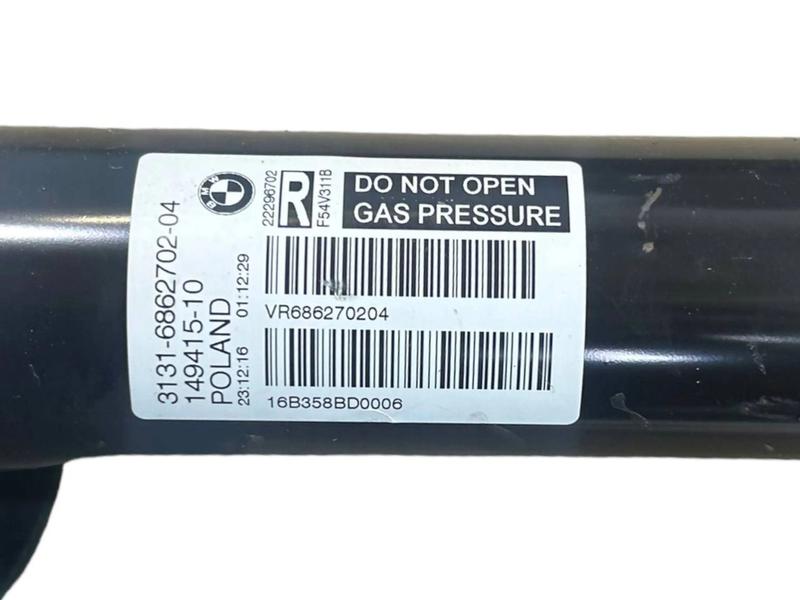 BMW
3131-6862702-04
149415-10
POLAND
23:12:16 01:12:29
22296702
R
F54V311B
DO NOT OPEN
GAS PRESSURE
VR686270204
16B358BD0006